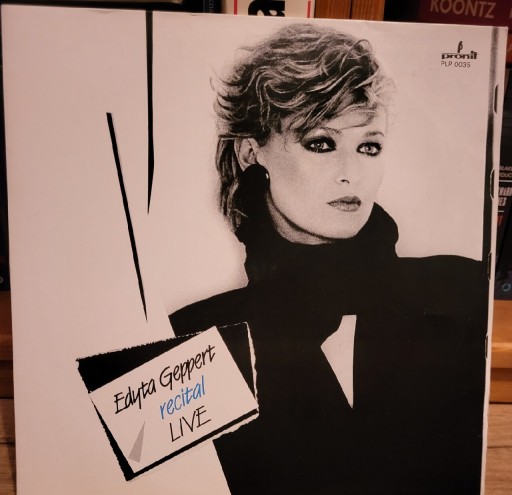 KOONTZ
pronit
PLP 0035
Edyta Geppert
recital
LIVE